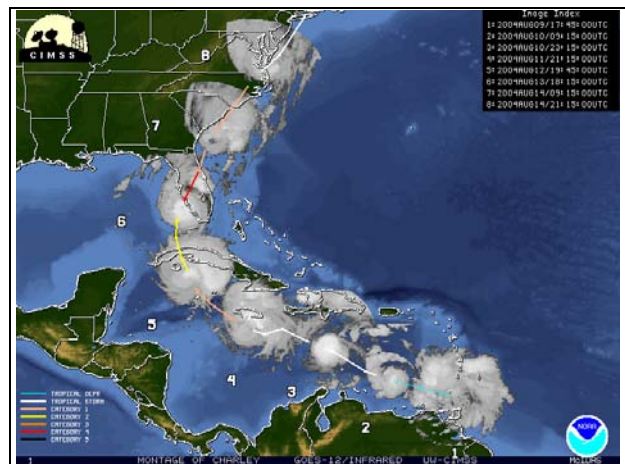 Image Index
1: 2004AUG09/17:45:00UTC
2: 2004AUG10/09:15:00UTC
3: 2004AUG10/23:15:00UTC
4: 2004AUG11/21:15:00UTC
5: 2004AUG12/19:45:00UTC
6: 2004AUG13/18:15:00UTC
7: 2004AUG14/09:15:00UTC
8: 2004AUG14/21:15:00UTC
CIMSS
8
7
6
5
4
3
2
TROPICAL DEPR
TROPICAL STORM
CATEGORY 1
CATEGORY 2
CATEGORY 3
CATEGORY 4
CATEGORY 5
NOAA
1 MONTAGE OF CHARLEY GOES-12/INFRARED UW-CIMSS McIDAS